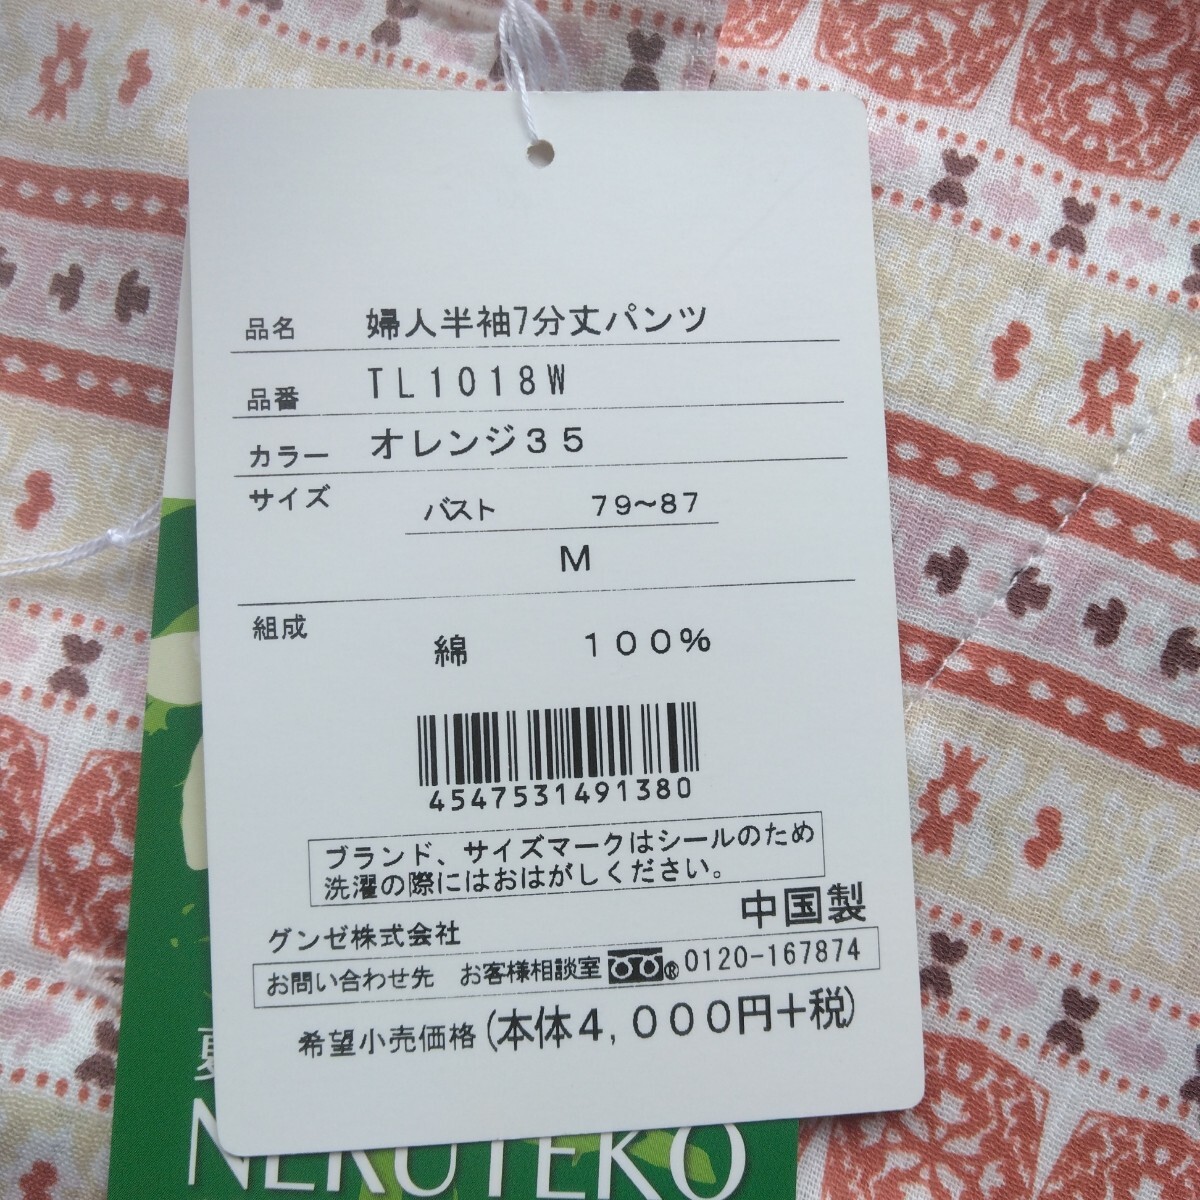 品名 婦人半袖7分丈パンツ
品番 TL1018W
カラー オレンジ35
サイズ バスト 79~87
M
組成 綿 100%
4547531491380
ブランド、サイズマークはシールのため
洗濯の際にはおはがしください。
中国製
グンゼ株式会社
お問い合わせ先 お客様相談室 ® 0120-167874
希望小売価格(本体4,000円+税)
NERUTEKO